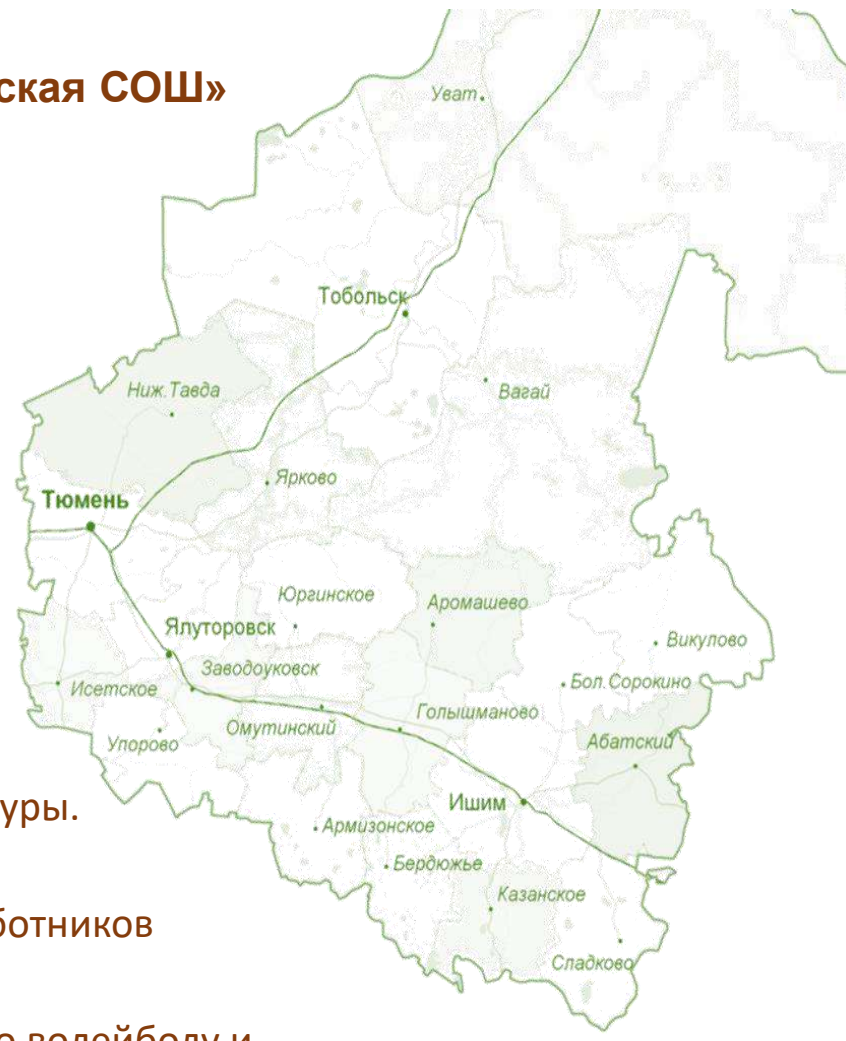 ская СОШ»
Уват
Тобольск
Ниж.Тавда
Вагай
Ярково
Тюмень
Юргинское
Аромашево
Ялуторовск
Викулово
Заводоуковск
Исетское
Бол.Сорокино
Омутинский
Голышманово
Упорово
Абатский
Ишим
уры.
Армизонское
Бердюжье
Казанское
ботников
Сладково
о волейболу и